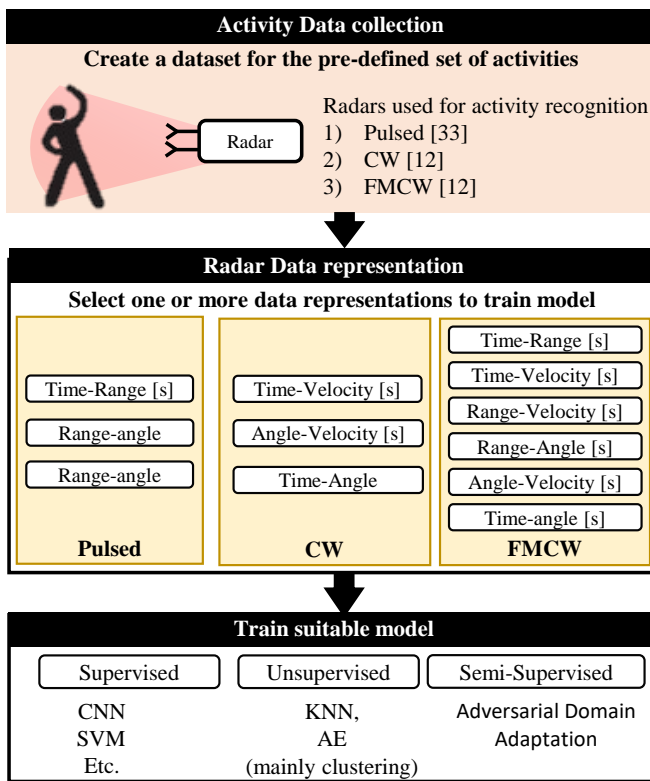 Activity Data collection
Create a dataset for the pre-defined set of activities
Radar
Radars used for activity recognition
1) Pulsed [33]
2) CW [12]
3) FMCW [12]
Radar Data representation
Select one or more data representations to train model
Time-Range [s]
Range-angle
Range-angle
Pulsed
Time-Velocity [s]
Angle-Velocity [s]
Time-Angle
CW
Time-Range [s]
Time-Velocity [s]
Range-Velocity [s]
Range-Angle [s]
Angle-Velocity [s]
Time-angle [s]
FMCW
Train suitable model
Supervised
CNN
SVM
Etc.
Unsupervised
KNN,
AE
(mainly clustering)
Semi-Supervised
Adversarial Domain
Adaptation